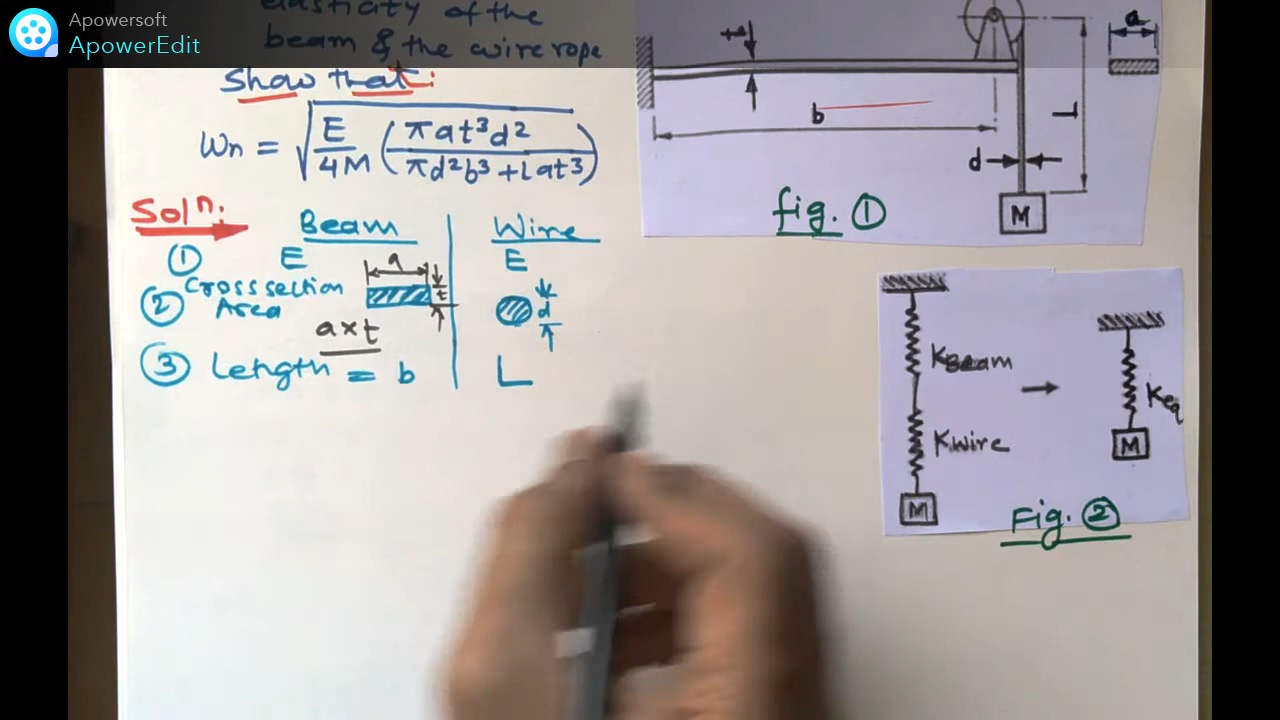 Apowersoft
ApowerEdit
elasticity of the
beam & the wire rope
Show that:
Wn = √ E/4M (πat³d²/πd²b³+Lat³)
Soln.
Beam
Wire
① E
E
② Cross section Area
a
t
a×t
d
③ Length = b
L
t
a
b
L
d
M
fig. ①
KBeam
Kwire
M
Keq
M
Fig. ②